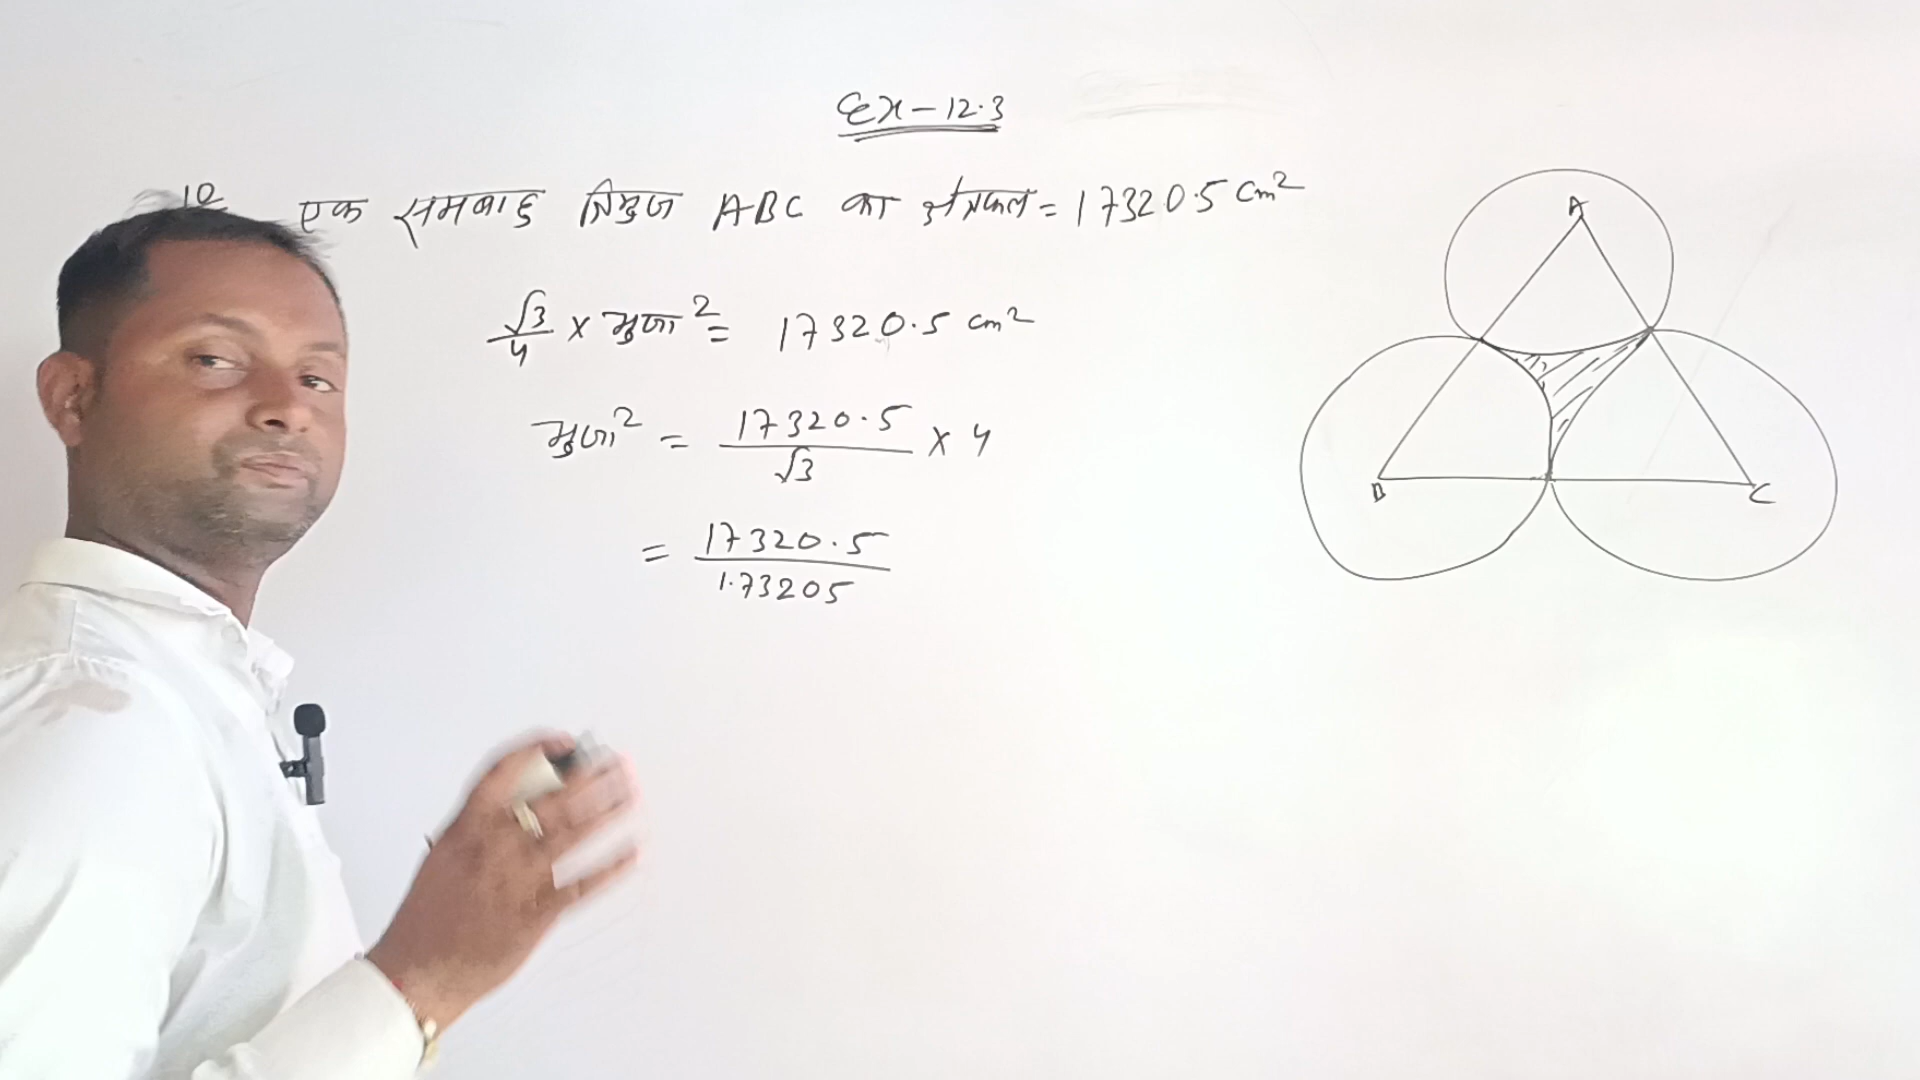 Ex-12.3
10 एक समबाहु त्रिभुज ABC का क्षेत्रफल = 17320.5 cm²
√3/4 × भुजा² = 17320.5 cm²
भुजा² = 17320.5/√3 × 4
= 17320.5/1.73205
A
B
C